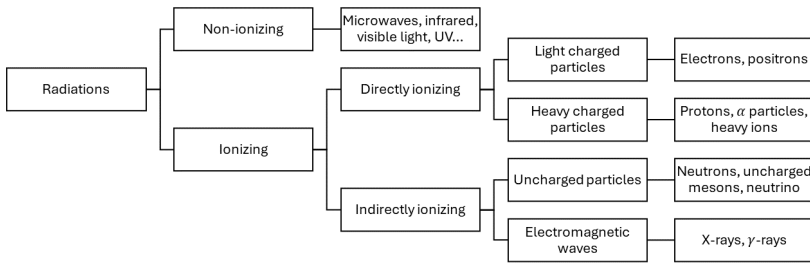 Radiations
Non-ionizing
Microwaves, infrared,
visible light, UV...
Ionizing
Directly ionizing
Light charged
particles
Electrons, positrons
Heavy charged
particles
Protons, α particles,
heavy ions
Indirectly ionizing
Uncharged particles
Neutrons, uncharged
mesons, neutrino
Electromagnetic
waves
X-rays, γ-rays